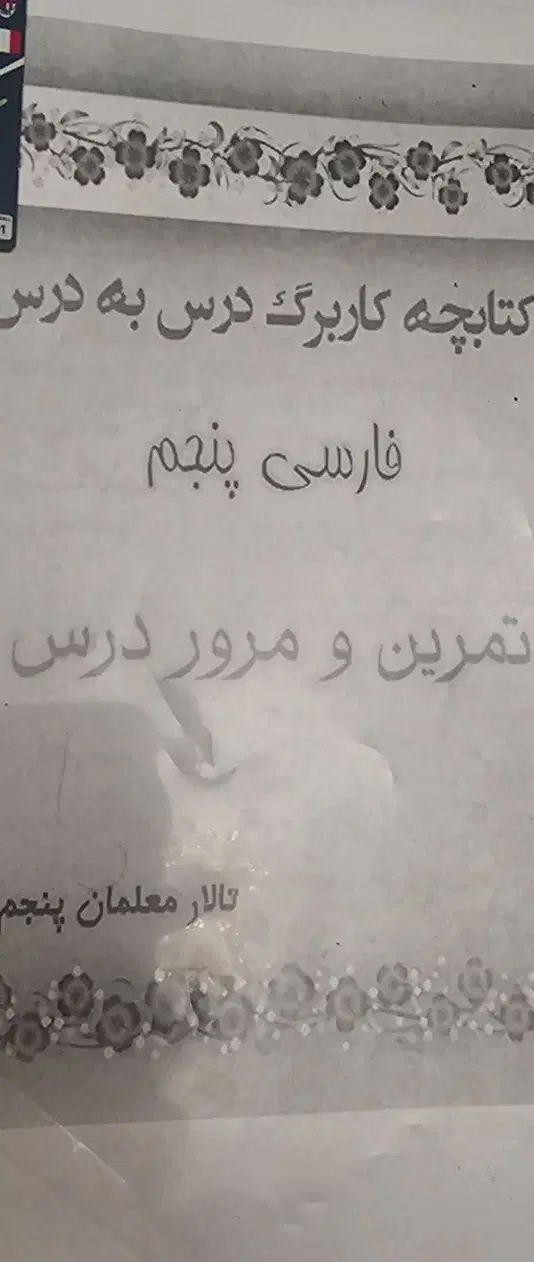 کتابچه کاربرگ درس به درس
فارسی پنجم
تمرین و مرور درس
تالار معلمان پنجم